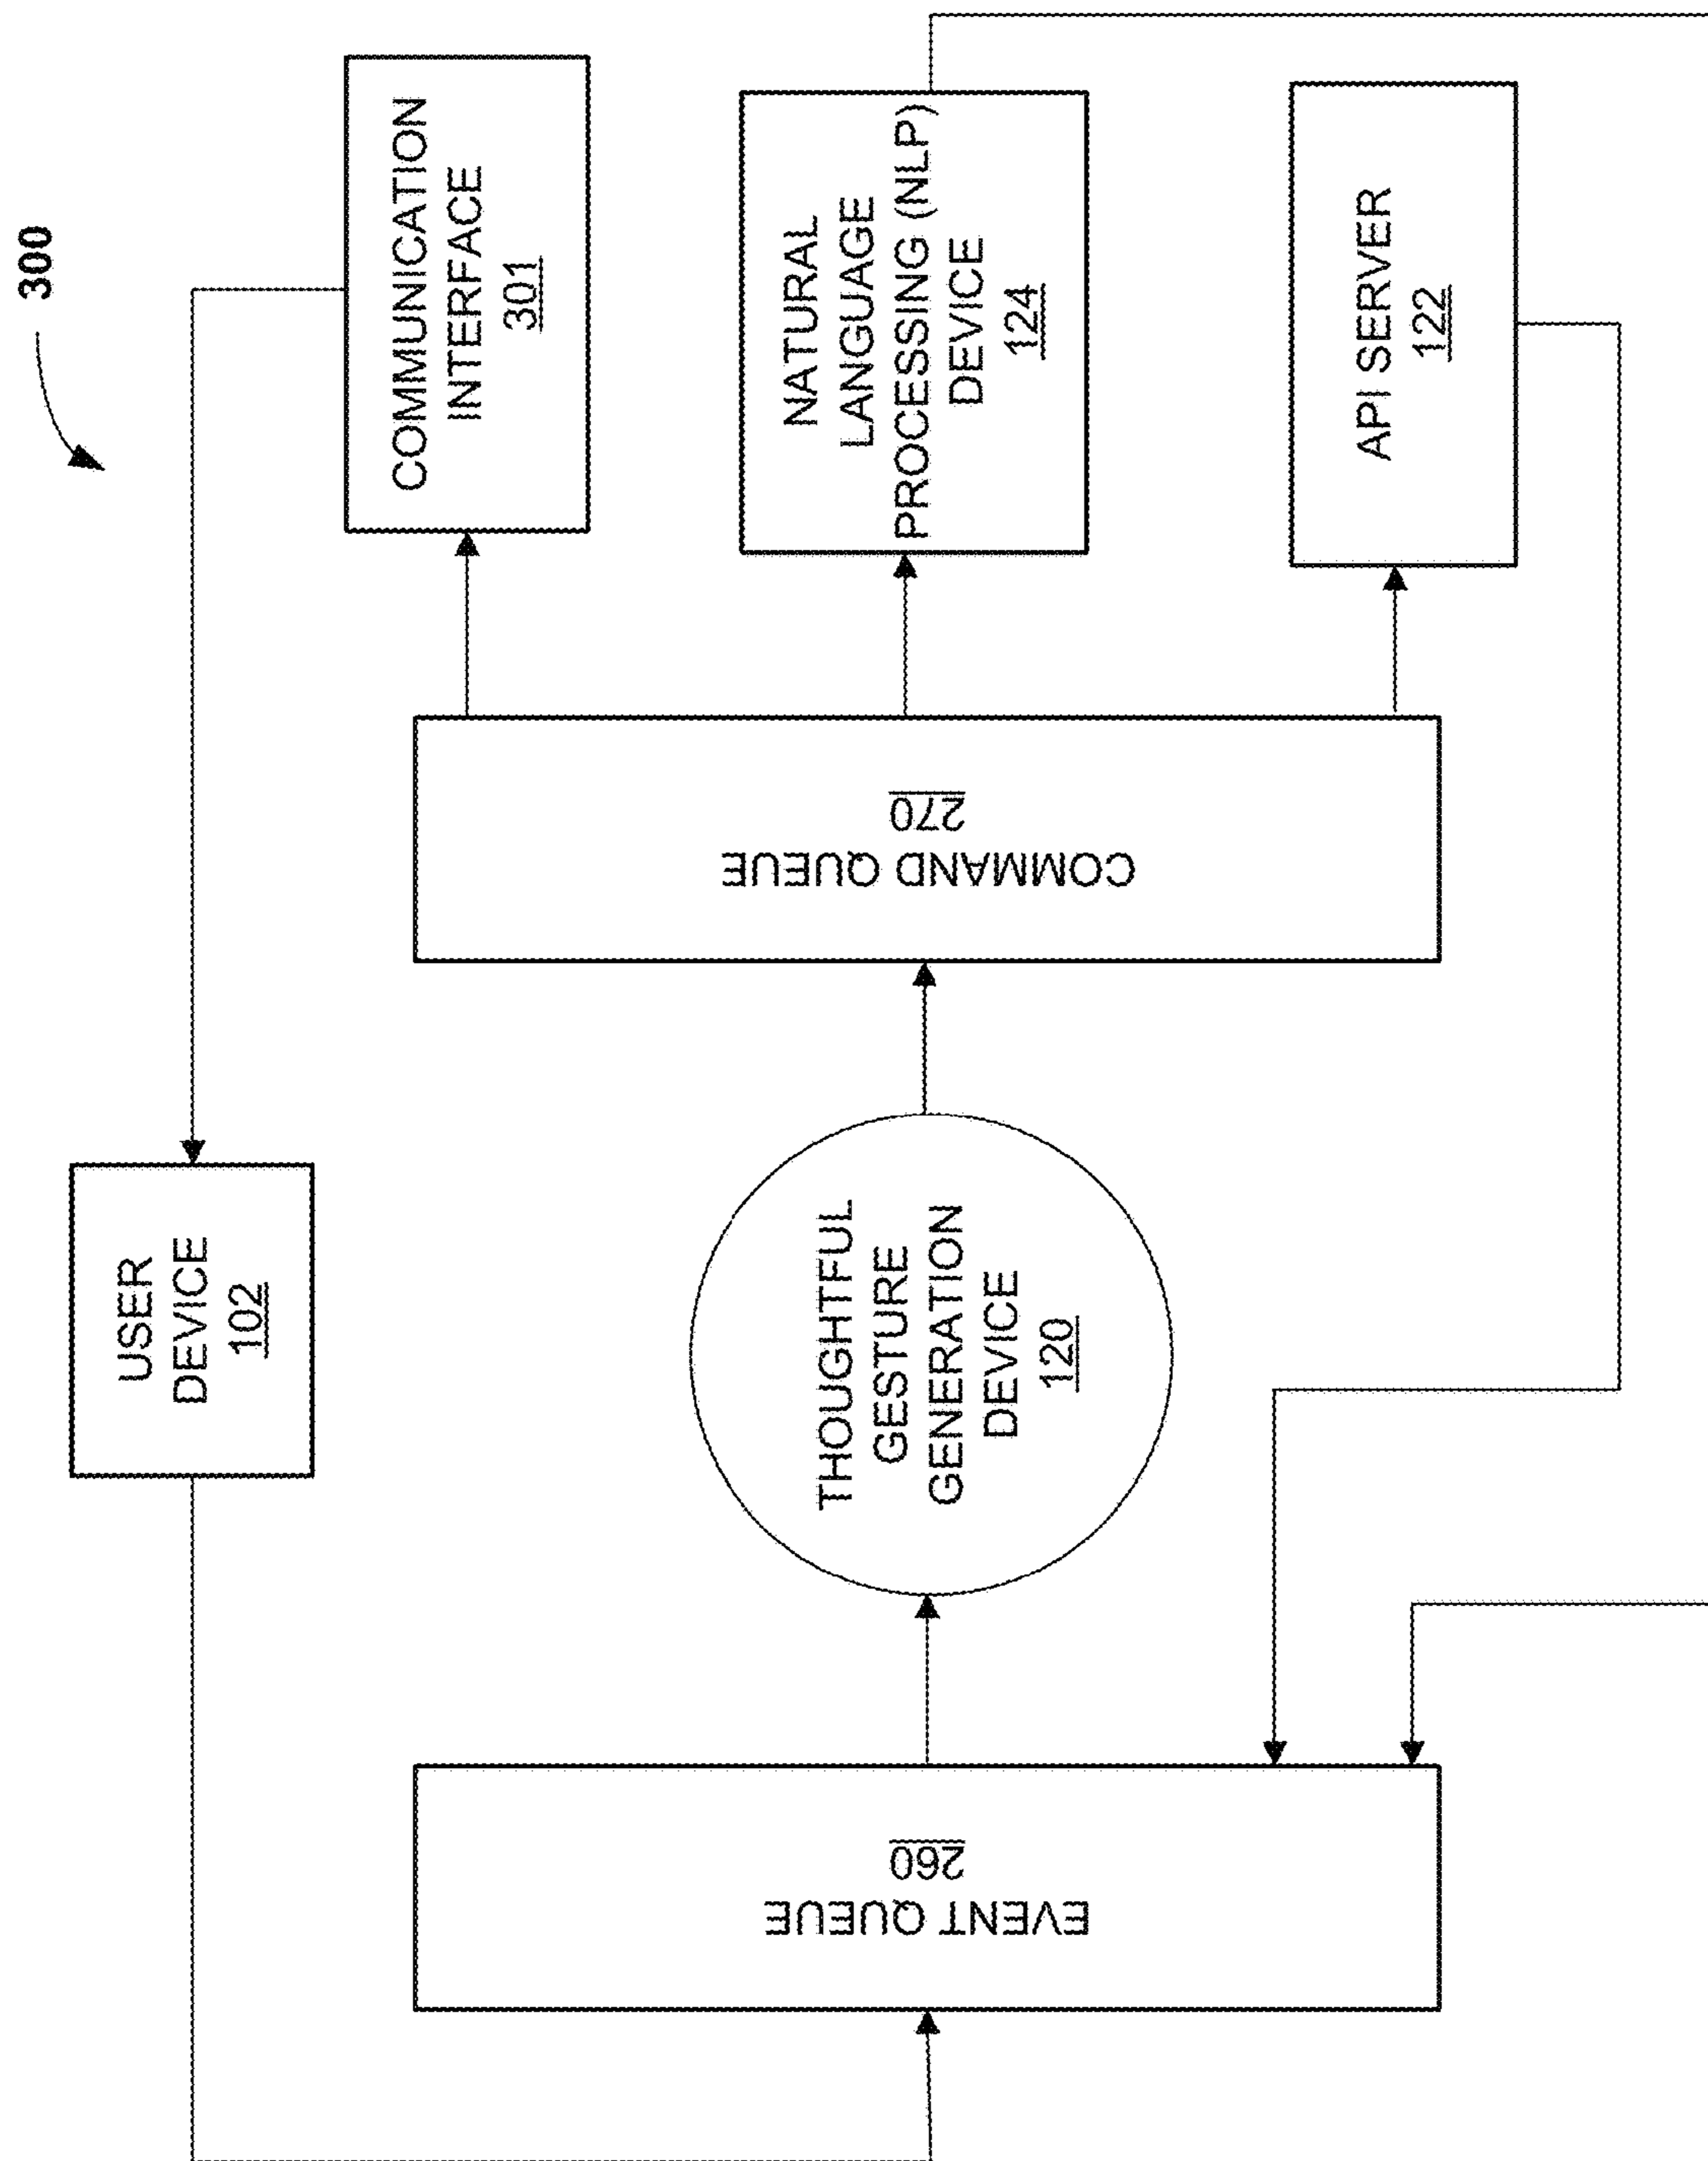 300
USER
DEVICE
102
COMMUNICATION
INTERFACE
301
EVENT QUEUE
260
THOUGHTFUL
GESTURE
GENERATION
DEVICE
120
COMMAND QUEUE
270
NATURAL
LANGUAGE
PROCESSING (NLP)
DEVICE
124
API SERVER
122